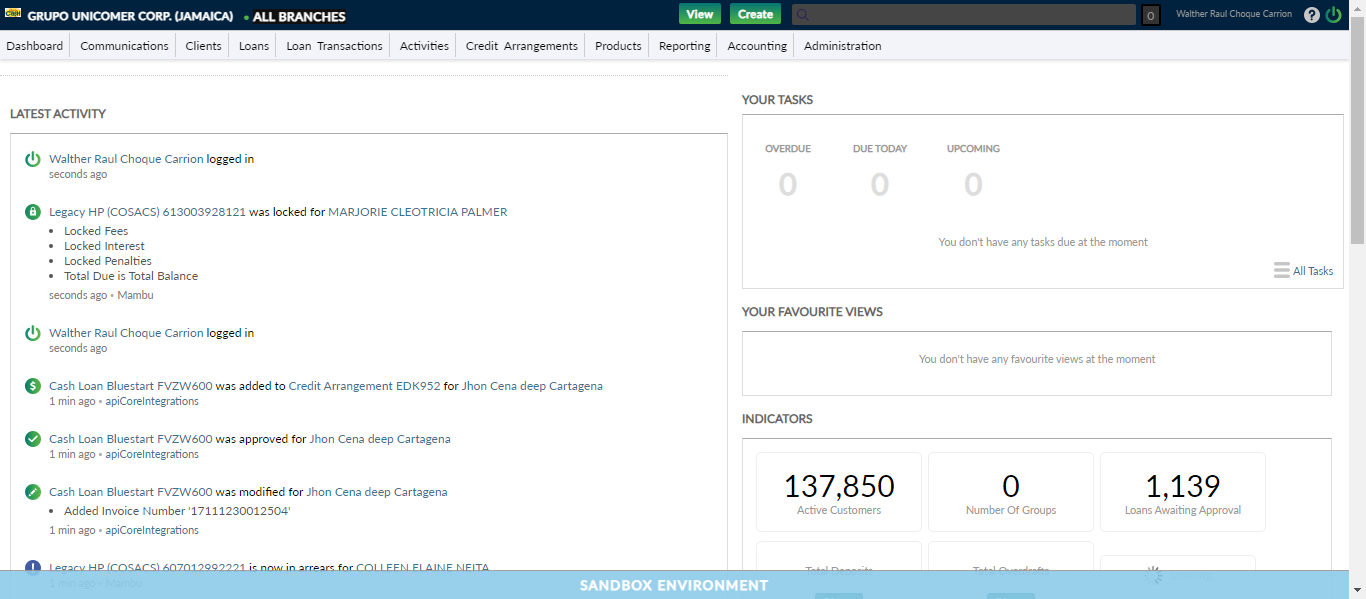 GRUPO UNICOMER CORP. (JAMAICA) • ALL BRANCHES View Create 0 Walther Raul Choque Carrion ?
Dashboard Communications Clients Loans Loan Transactions Activities Credit Arrangements Products Reporting Accounting Administration
LATEST ACTIVITY
Walther Raul Choque Carrion logged in
seconds ago
Legacy HP (COSACS) 613003928121 was locked for MARJORIE CLEOTRICIA PALMER
• Locked Fees
• Locked Interest
• Locked Penalties
• Total Due is Total Balance
seconds ago • Mambu
Walther Raul Choque Carrion logged in
seconds ago
Cash Loan Bluestart FVZW600 was added to Credit Arrangement EDK952 for Jhon Cena deep Cartagena
1 min ago • apiCoreIntegrations
Cash Loan Bluestart FVZW600 was approved for Jhon Cena deep Cartagena
1 min ago • apiCoreIntegrations
Cash Loan Bluestart FVZW600 was modified for Jhon Cena deep Cartagena
• Added Invoice Number '17111230012504'
1 min ago • apiCoreIntegrations
Legacy HP (COSACS) 607012992221 is now in arrears for COLLEEN ELAINE NEITA
1 min ago • Mambu
YOUR TASKS
OVERDUE DUE TODAY UPCOMING
0 0 0
You don't have any tasks due at the moment
All Tasks
YOUR FAVOURITE VIEWS
You don't have any favourite views at the moment
INDICATORS
137,850 0 1,139
Active Customers Number Of Groups Loans Awaiting Approval
Total Deposits Total Overdrafts
SANDBOX ENVIRONMENT